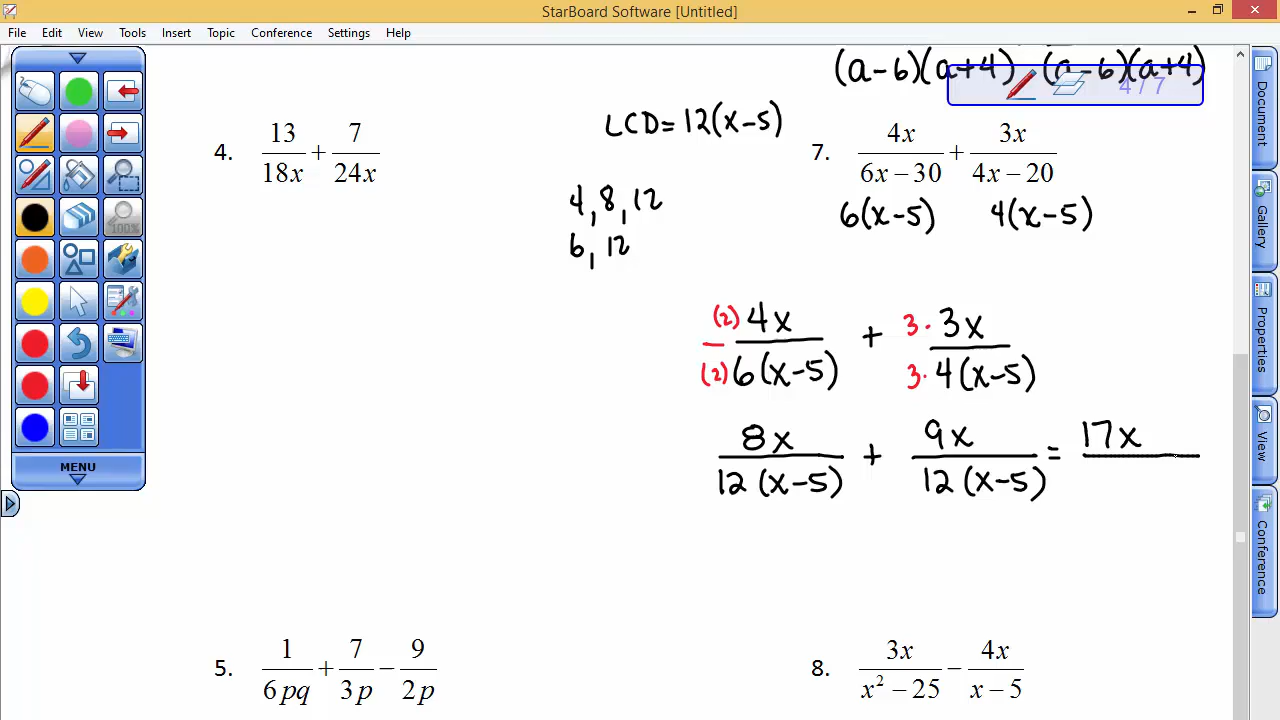 StarBoard Software [Untitled]
File Edit View Tools Insert Topic Conference Settings Help
(a-6)(a+4) (a-6)(a+4)
4 / 7
LCD = 12(x-5)
4. 13/18x + 7/24x
7. 4x/6x − 30 + 3x/4x − 20
4, 8, 12
6(x-5) 4(x-5)
6, 12
(2) 4x + 3· 3x
(2) 6(x-5) 3· 4(x-5)
8x + 9x = 17x
12(x-5) 12(x-5)
5. 1/6pq + 7/3p − 9/2p
8. 3x/x² − 25 − 4x/x − 5
100%
MENU
Document
Gallery
Properties
View
Conference